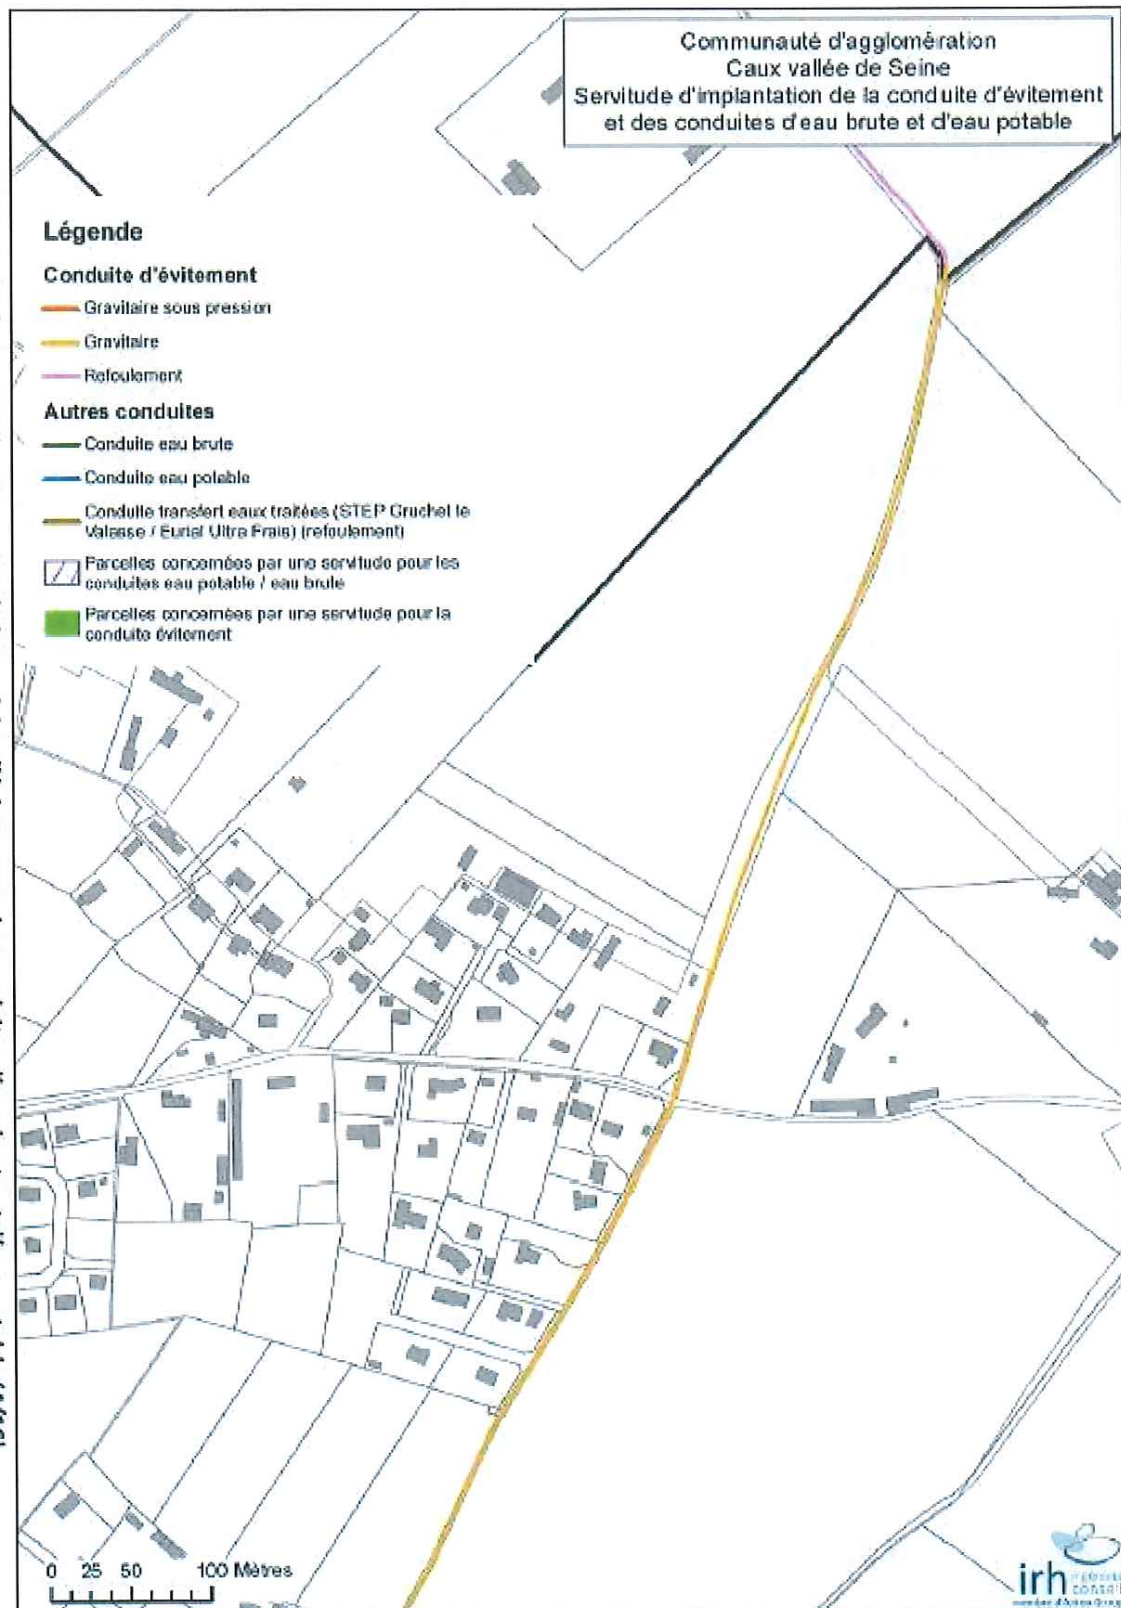 Communauté d'agglomération
Caux vallée de Seine
Servitude d'implantation de la conduite d'évitement
et des conduites d'eau brute et d'eau potable
Légende
Conduite d'évitement
Gravitaire sous pression
Gravitaire
Refoulement
Autres conduites
Conduite eau brute
Conduite eau potable
Conduite transfert eaux traitées (STEP Gruchet le
Valasse / Eurial Ultra Frais) (refoulement)
Parcelles concernées par une servitude pour les
conduites eau potable / eau brute
Parcelles concernées par une servitude pour la
conduite évitement
0 25 50 100 Mètres
irh